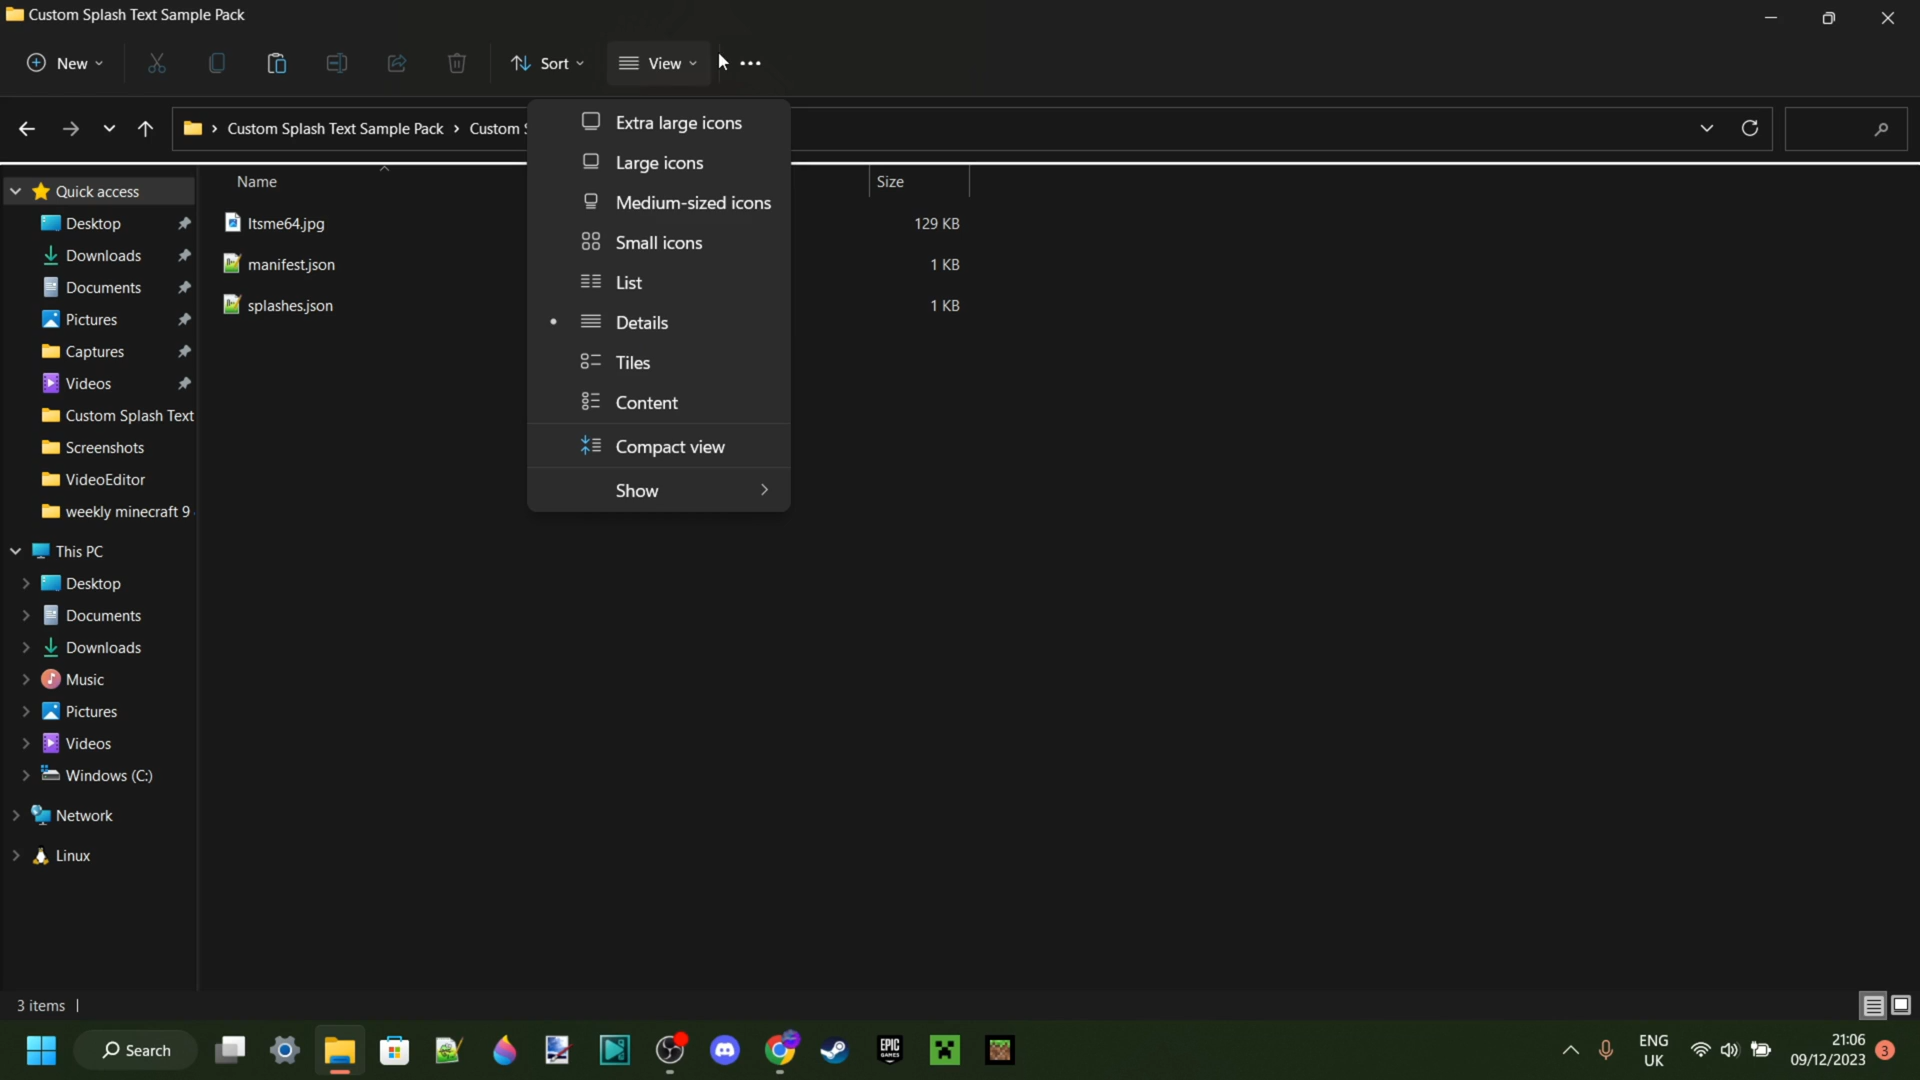 Custom Splash Text Sample Pack
New
Sort
View
Custom Splash Text Sample Pack > Custom S
Extra large icons
Large icons
Medium-sized icons
Small icons
List
Details
Tiles
Content
Compact view
Show
Name
Size
Itsme64.jpg
129 KB
manifest.json
1 KB
splashes.json
1 KB
Quick access
Desktop
Downloads
Documents
Pictures
Captures
Videos
Custom Splash Text
Screenshots
VideoEditor
weekly minecraft 9
This PC
Desktop
Documents
Downloads
Music
Pictures
Videos
Windows (C:)
Network
Linux
3 items
Search
EPIC
GAMES
ENG
UK
21:06
09/12/2023
3